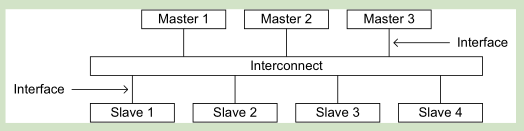 Master 1 Master 2 Master 3
Interface
Interconnect
Interface
Slave 1 Slave 2 Slave 3 Slave 4